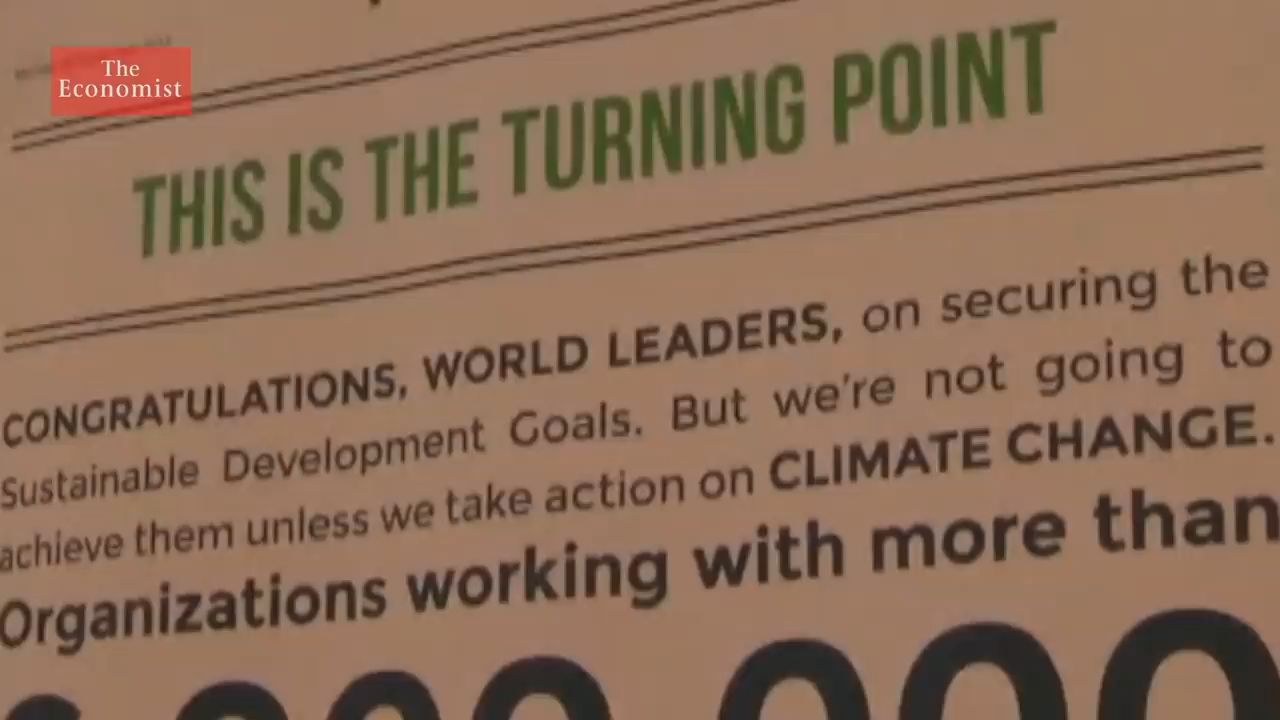 The
Economist
THIS IS THE TURNING POINT
CONGRATULATIONS, WORLD LEADERS, on securing the
Sustainable Development Goals. But we're not going to
achieve them unless we take action on CLIMATE CHANGE.
Organizations working with more than